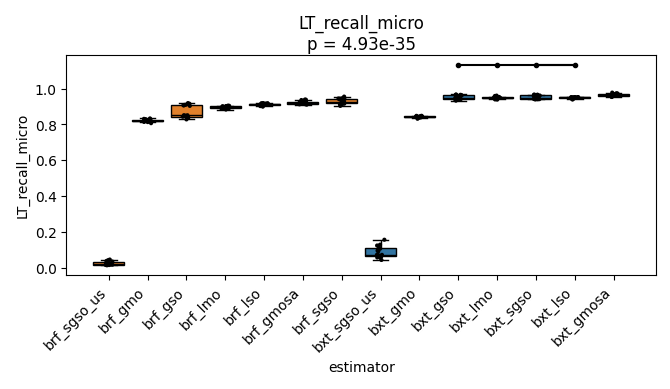 LT_recall_micro
p = 4.93e-35
LT_recall_micro
1.0
0.8
0.6
0.4
0.2
0.0
brf_sgso_us
brf_gmo
brf_gso
brf_lmo
brf_lso
brf_gmosa
brf_sgso
bxt_sgso_us
bxt_gmo
bxt_gso
bxt_lmo
bxt_sgso
bxt_lso
bxt_gmosa
estimator